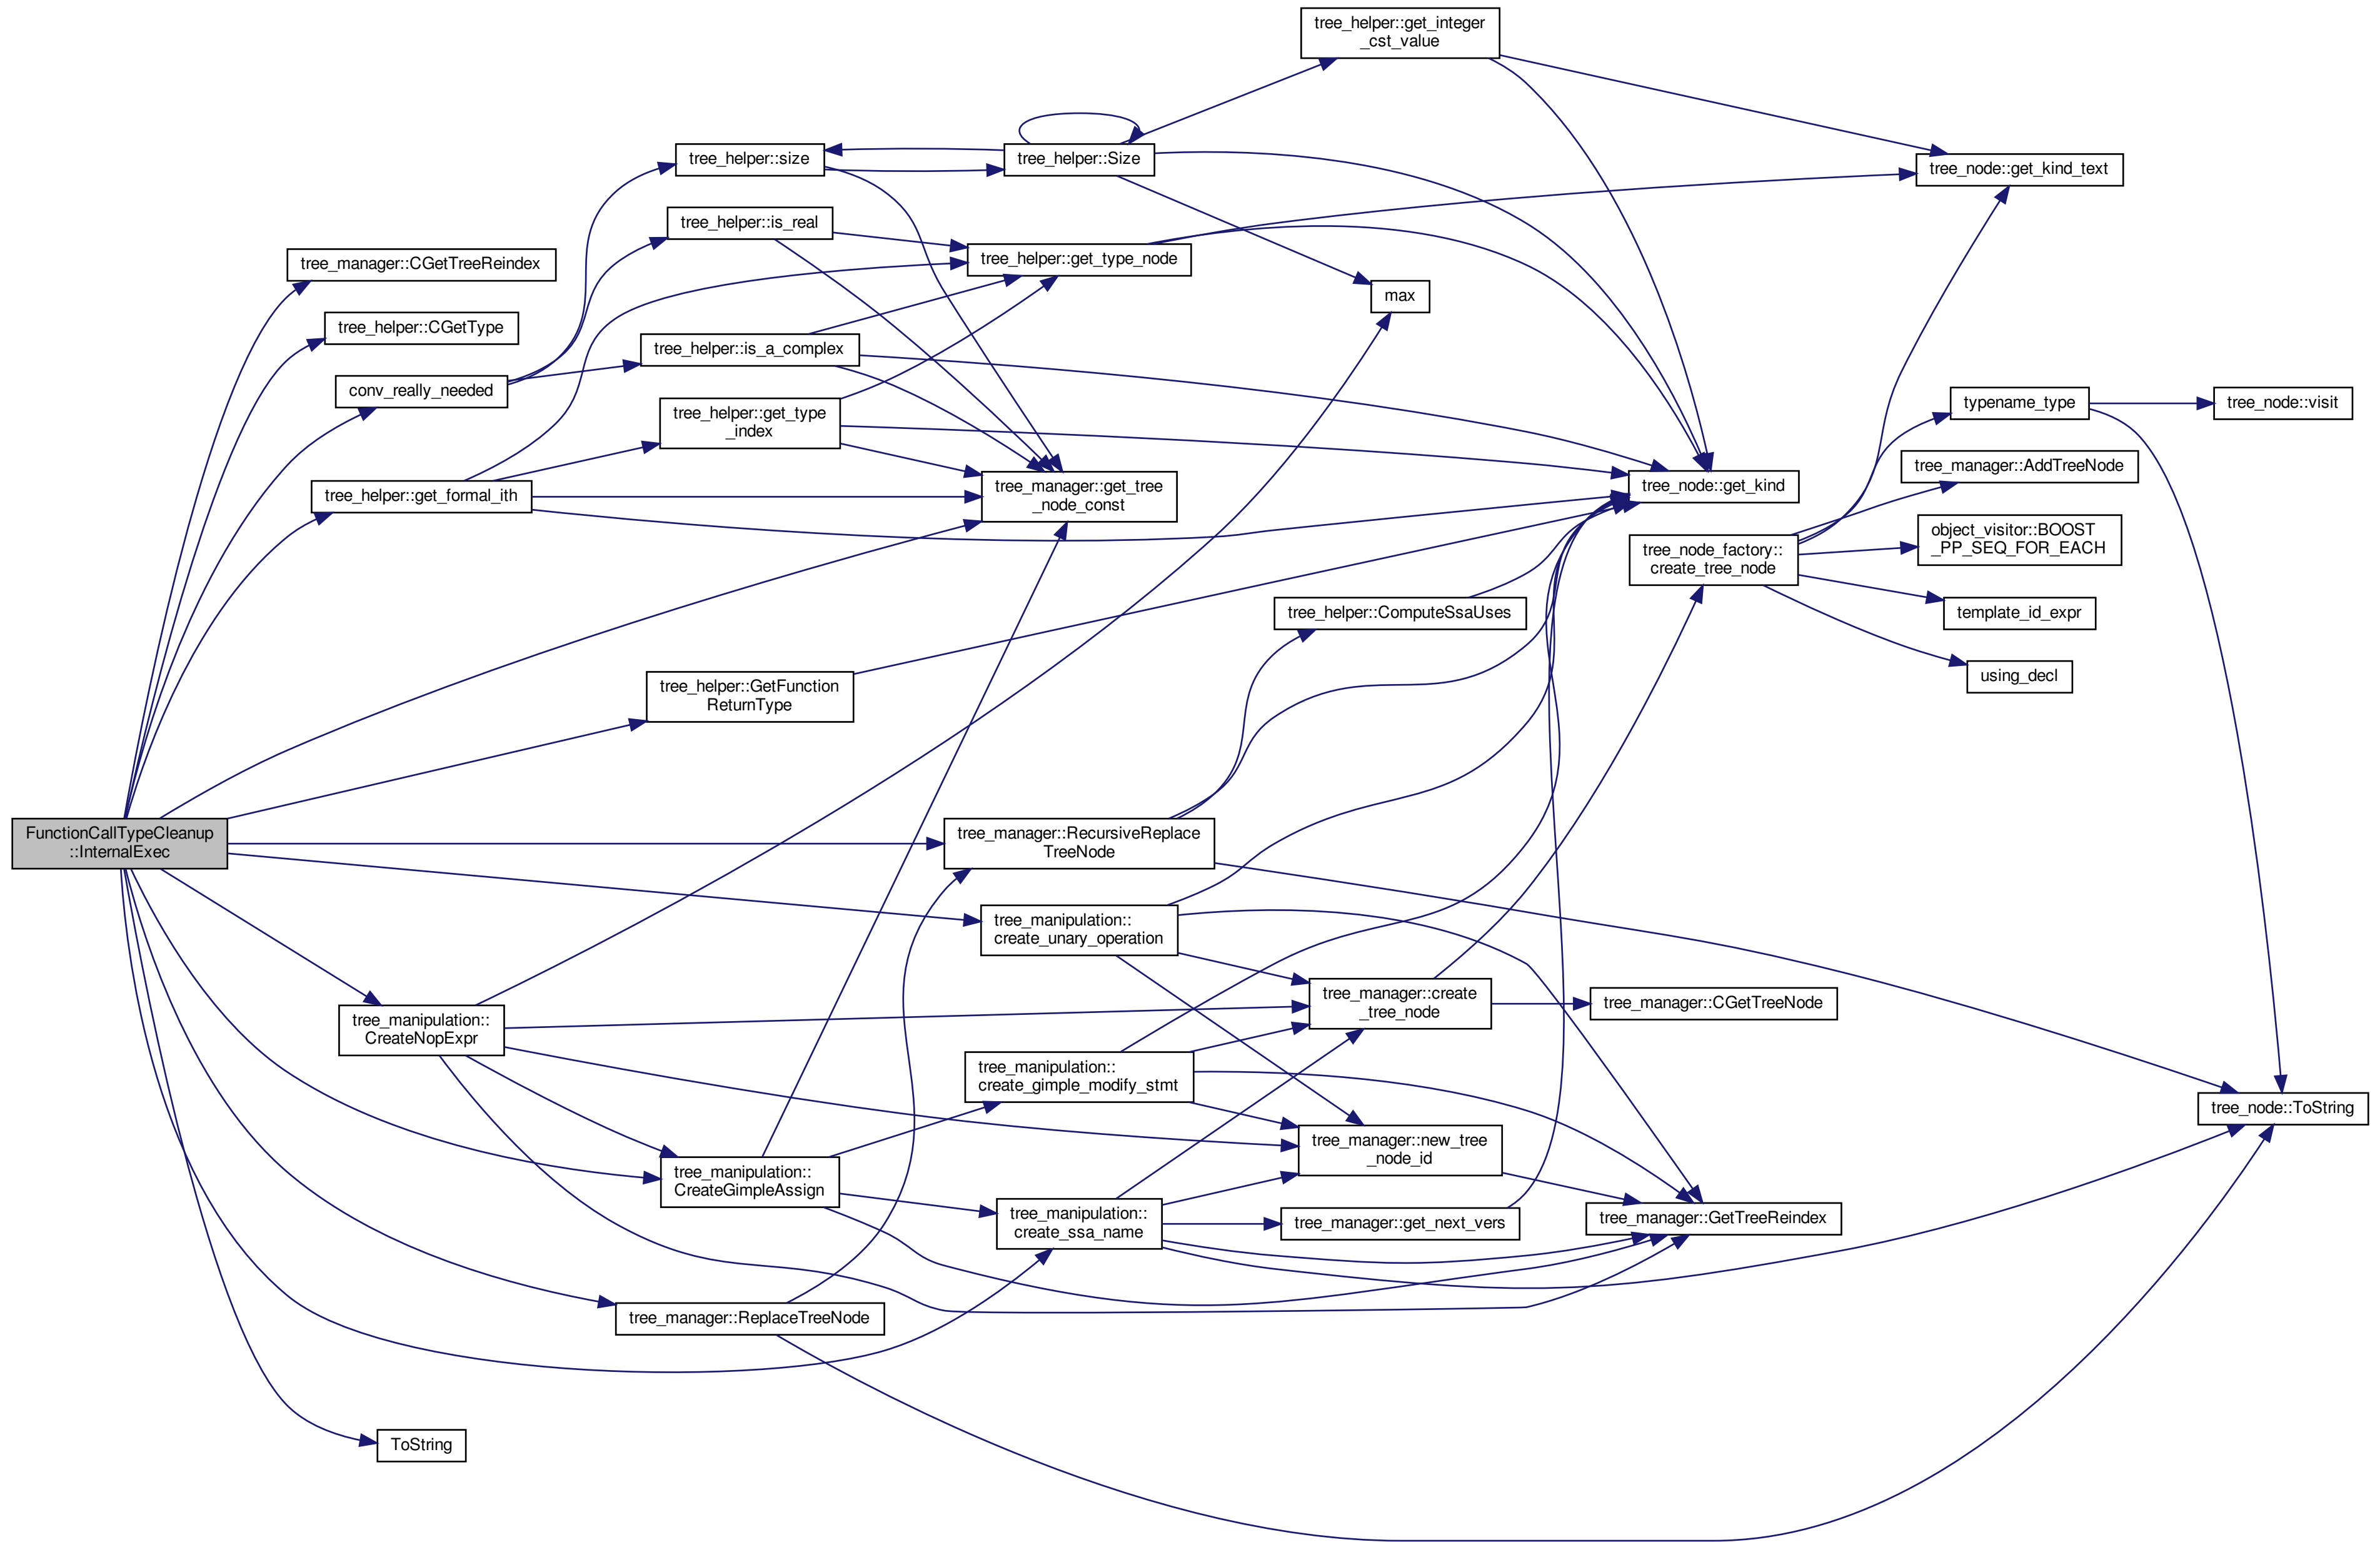 tree_helper::get_integer
_cst_value
tree_helper::size
tree_helper::Size
tree_node::get_kind_text
tree_helper::is_real
tree_manager::CGetTreeReindex
tree_helper::get_type_node
max
tree_helper::CGetType
tree_helper::is_a_complex
conv_really_needed
typename_type
tree_node::visit
tree_helper::get_type
_index
tree_manager::AddTreeNode
tree_helper::get_formal_ith
tree_manager::get_tree
_node_const
tree_node::get_kind
object_visitor::BOOST
_PP_SEQ_FOR_EACH
tree_node_factory::
create_tree_node
tree_helper::ComputeSsaUses
template_id_expr
using_decl
tree_helper::GetFunction
ReturnType
FunctionCallTypeCleanup
::InternalExec
tree_manager::RecursiveReplace
TreeNode
tree_manipulation::
create_unary_operation
tree_manager::create
_tree_node
tree_manager::CGetTreeNode
tree_manipulation::
CreateNopExpr
tree_manipulation::
create_gimple_modify_stmt
tree_node::ToString
tree_manager::new_tree
_node_id
tree_manipulation::
CreateGimpleAssign
tree_manipulation::
create_ssa_name
tree_manager::get_next_vers
tree_manager::GetTreeReindex
tree_manager::ReplaceTreeNode
ToString